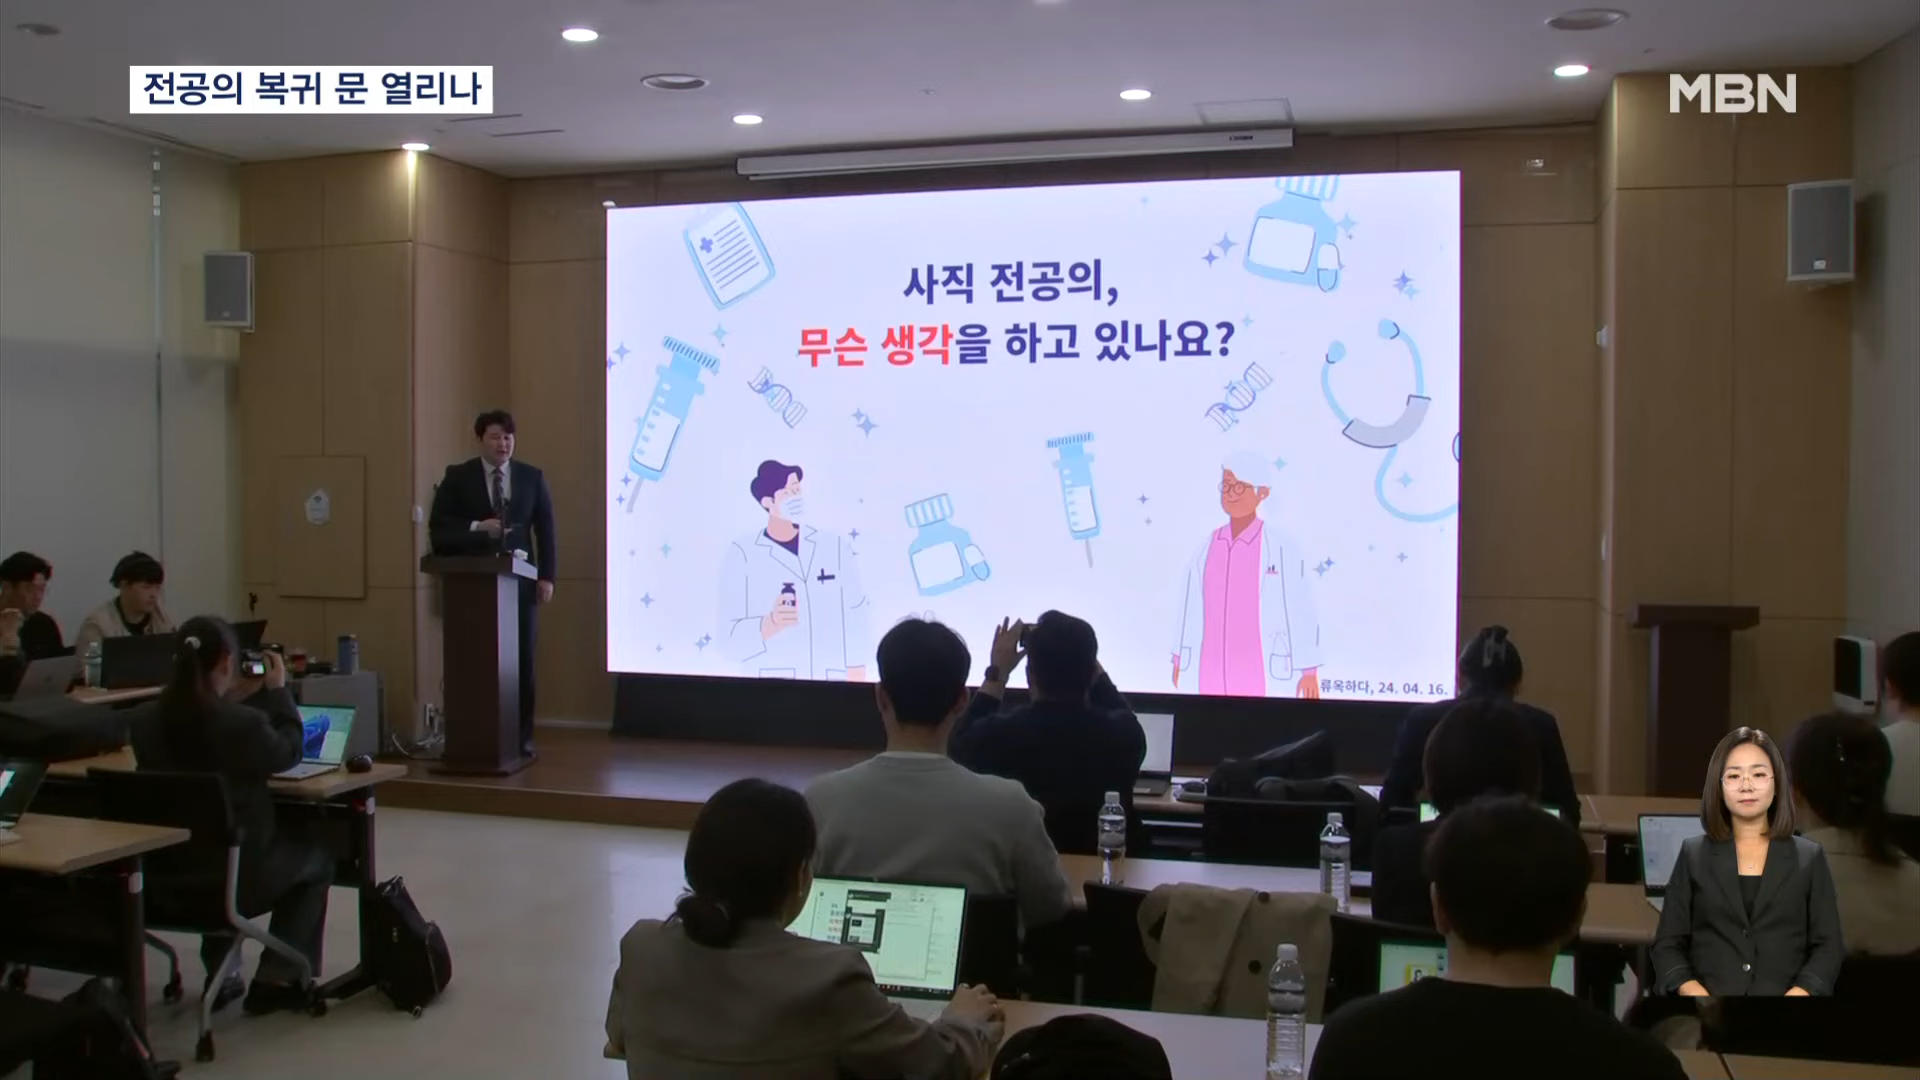 전공의 복귀 문 열리나
MBN
사직 전공의,
무슨 생각을 하고 있나요?
류옥하다, 24. 04. 16.